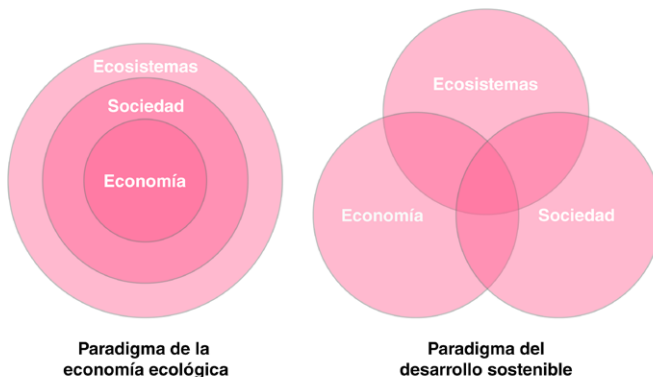 Ecosistemas
Sociedad
Economía
Paradigma de la
economía ecológica
Ecosistemas
Economía
Sociedad
Paradigma del
desarrollo sostenible